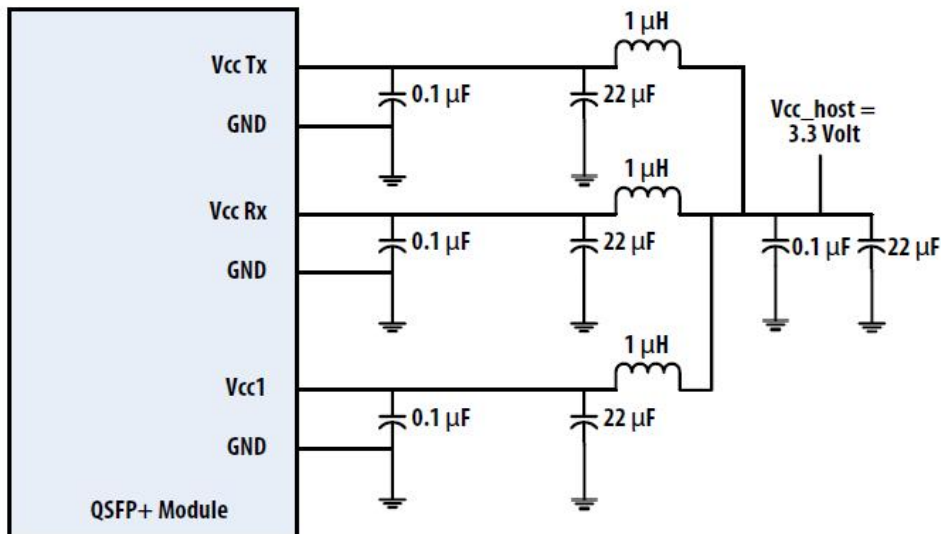 1 μH
Vcc Tx
0.1 μF
22 μF
GND
Vcc_host =
3.3 Volt
1 μH
Vcc Rx
0.1 μF
22 μF
0.1 μF
22 μF
GND
1 μH
Vcc1
0.1 μF
22 μF
GND
QSFP+ Module